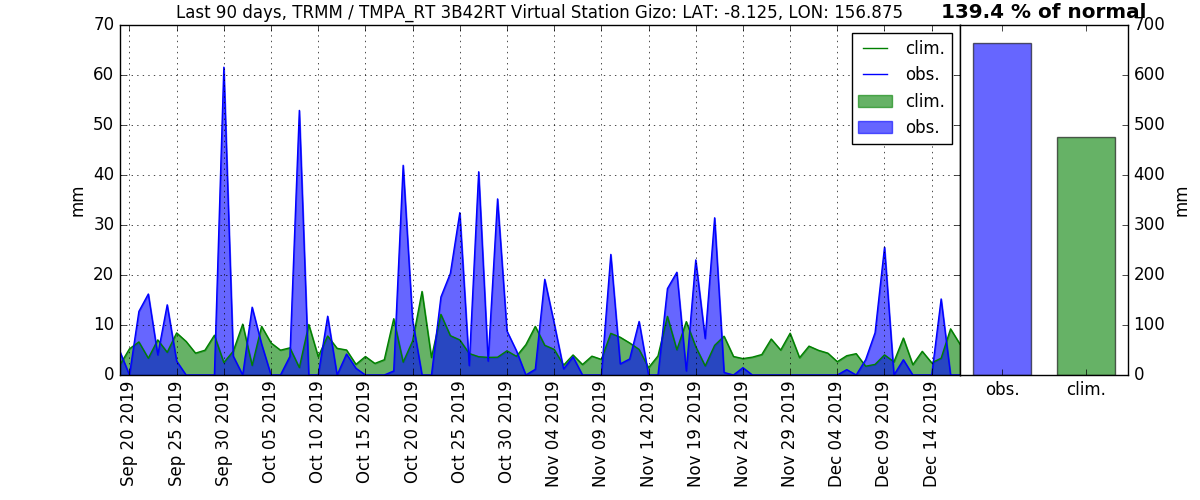 Last 90 days, TRMM / TMPA_RT 3B42RT Virtual Station Gizo: LAT: -8.125, LON: 156.875
139.4 % of normal
70
60
50
40
30
20
10
0
mm
clim.
obs.
clim.
obs.
Sep 20 2019
Sep 25 2019
Sep 30 2019
Oct 05 2019
Oct 10 2019
Oct 15 2019
Oct 20 2019
Oct 25 2019
Oct 30 2019
Nov 04 2019
Nov 09 2019
Nov 14 2019
Nov 19 2019
Nov 24 2019
Nov 29 2019
Dec 04 2019
Dec 09 2019
Dec 14 2019
700
600
500
400
300
200
100
0
mm
obs.
clim.